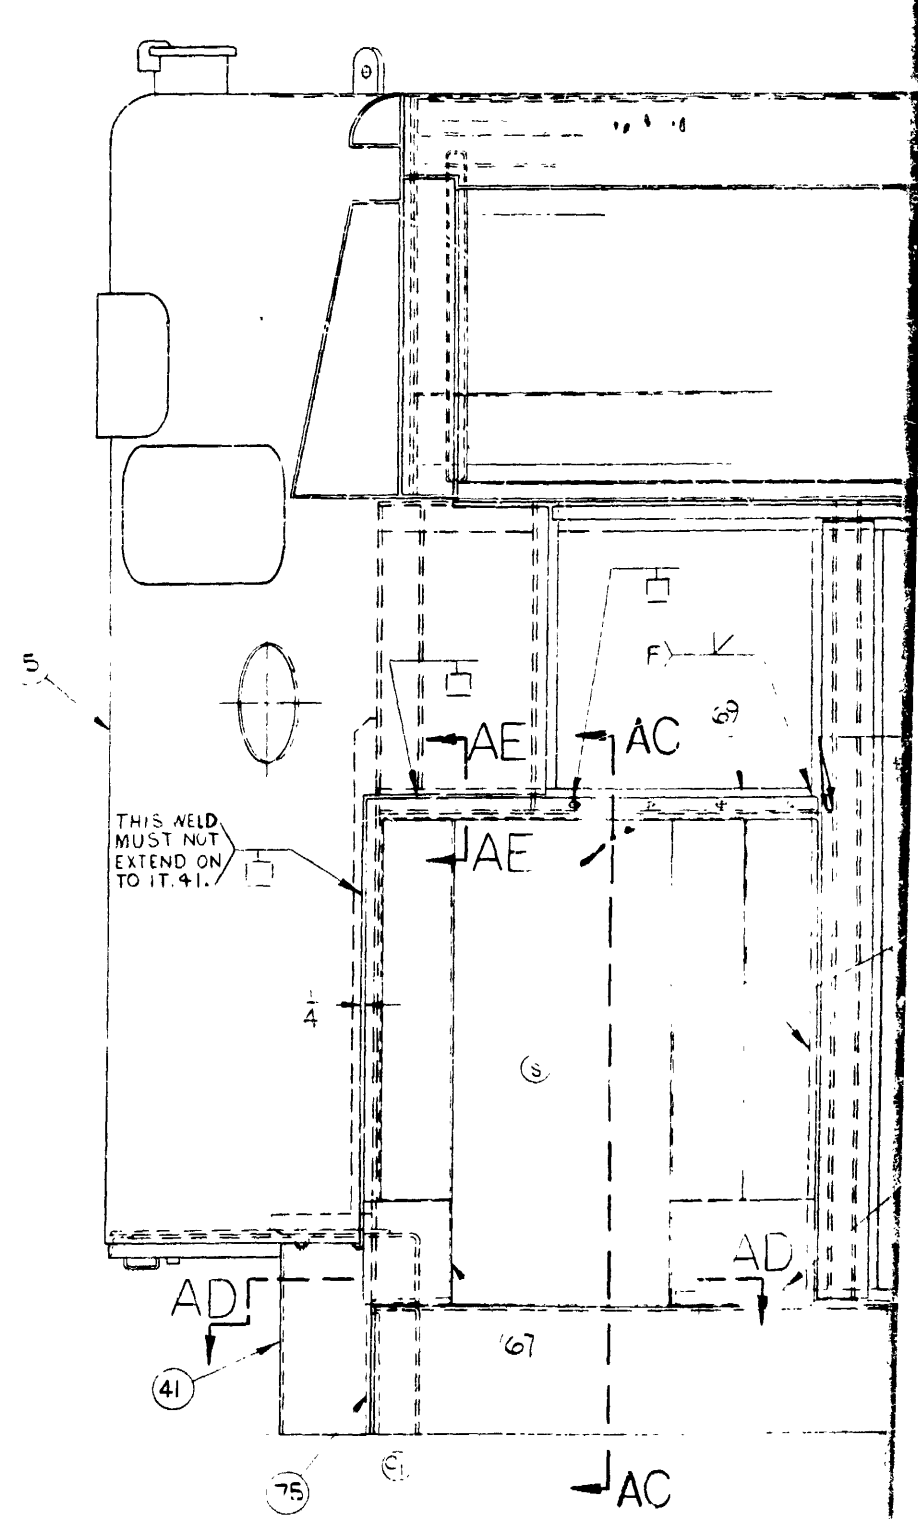 F
5
69
AE
AC
THIS WELD
MUST NOT
EXTEND ON
TO IT. 41.
AE
1/4
S
AD
AD
67
41
75
AC